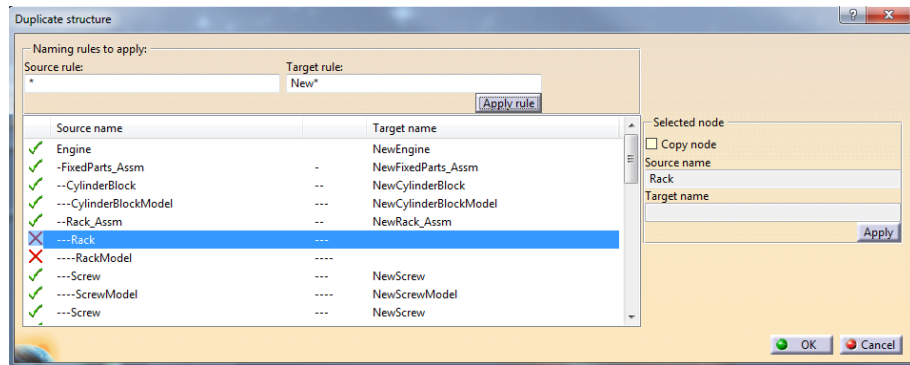 Duplicate structure
Naming rules to apply:
Source rule: Target rule:
* New*
Apply rule
Source name Target name
Engine NewEngine
-FixedParts_Assm - NewFixedParts_Assm
--CylinderBlock -- NewCylinderBlock
---CylinderBlockModel --- NewCylinderBlockModel
--Rack_Assm -- NewRack_Assm
---Rack ---
----RackModel ----
---Screw --- NewScrew
----ScrewModel ---- NewScrewModel
---Screw --- NewScrew
Selected node
Copy node
Source name
Rack
Target name
Apply
OK Cancel